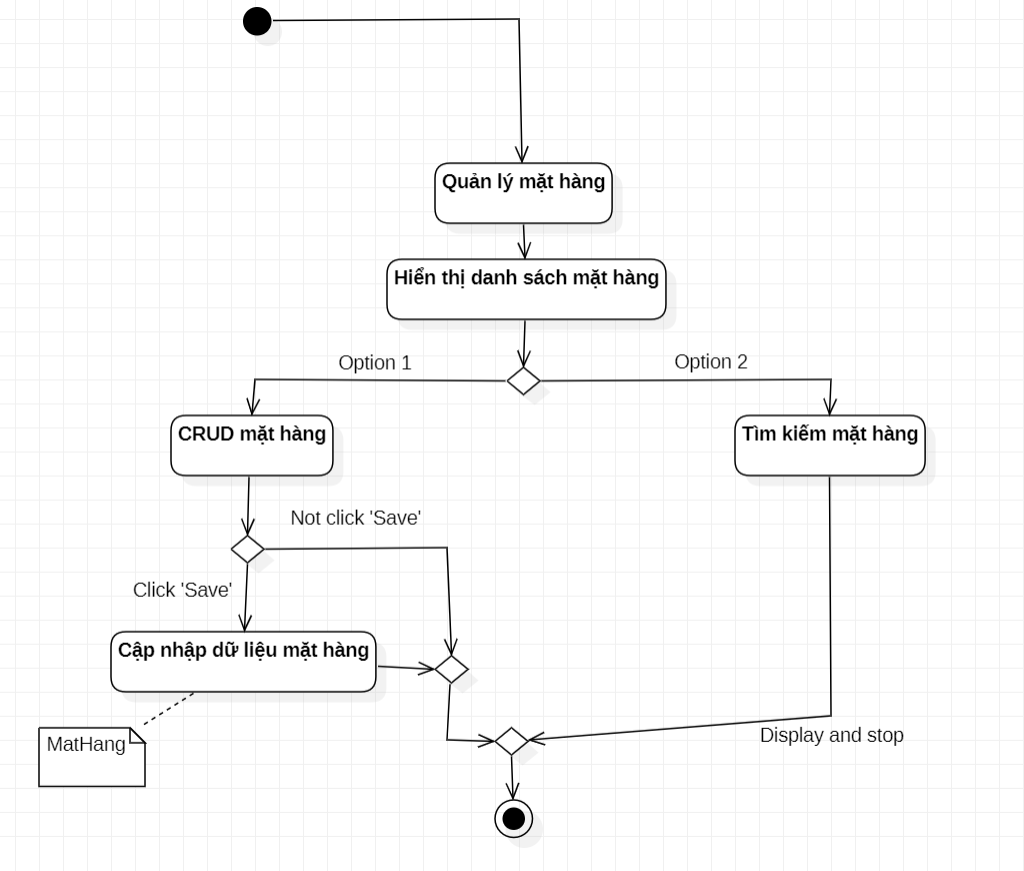 Quản lý mặt hàng
Hiển thị danh sách mặt hàng
Option 1
Option 2
CRUD mặt hàng
Tìm kiếm mặt hàng
Not click 'Save'
Click 'Save'
Cập nhập dữ liệu mặt hàng
MatHang
Display and stop